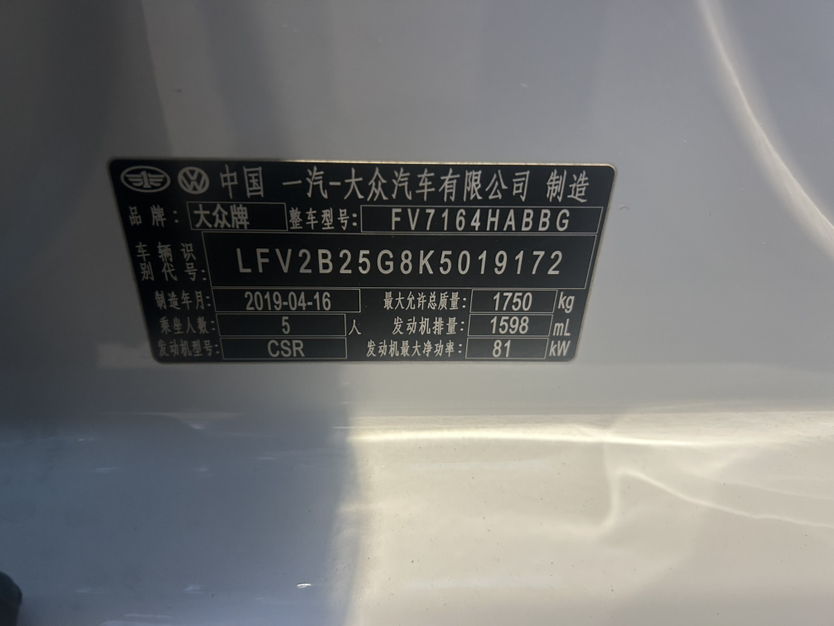 中国 一汽-大众汽车有限公司 制造
品牌: 大众牌 整车型号: FV7164HABBG
车辆识别代号: LFV2B25G8K5019172
制造年月: 2019-04-16 最大允许总质量: 1750 kg
乘坐人数: 5 人 发动机排量: 1598 mL
发动机型号: CSR 发动机最大净功率: 81 kW